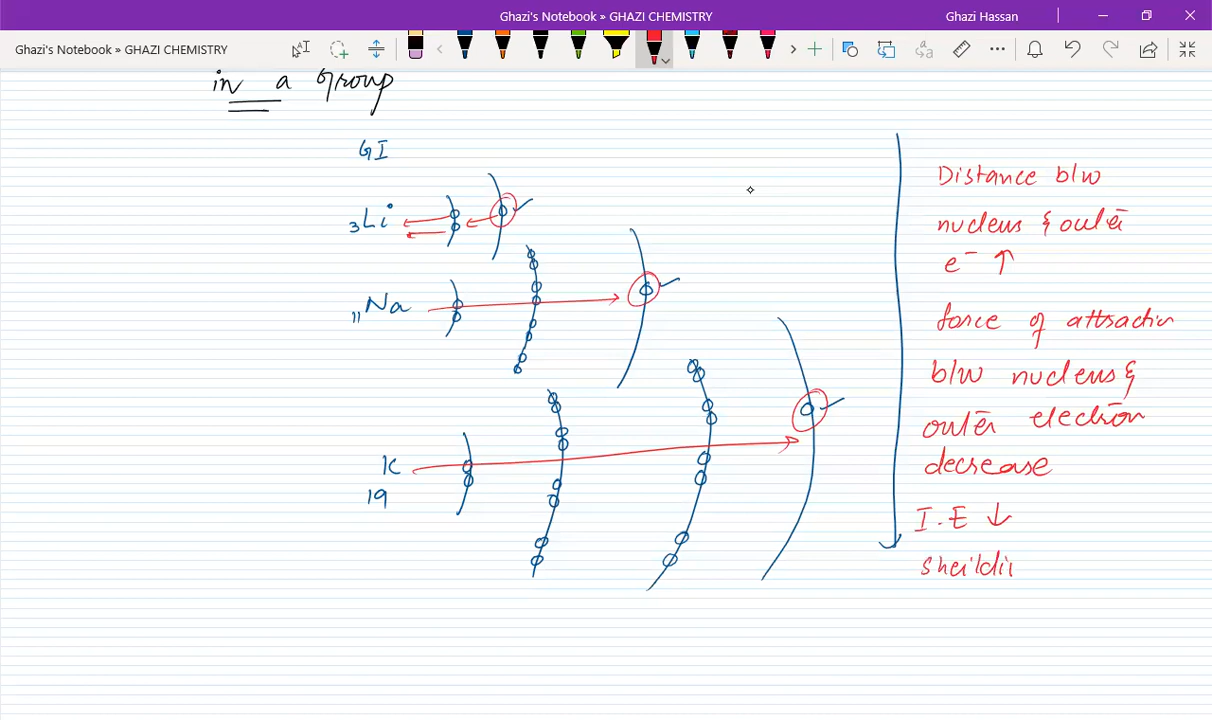 Ghazi's Notebook » GHAZI CHEMISTRY
Ghazi Hassan
Ghazi's Notebook » GHAZI CHEMISTRY
in a Group
GI
3Li
11Na
K
19
Distance b/w
nucleus & outer
e⁻ ↑
force of attraction
b/w nucleus &
outer electron
decrease
I.E ↓
sheildin